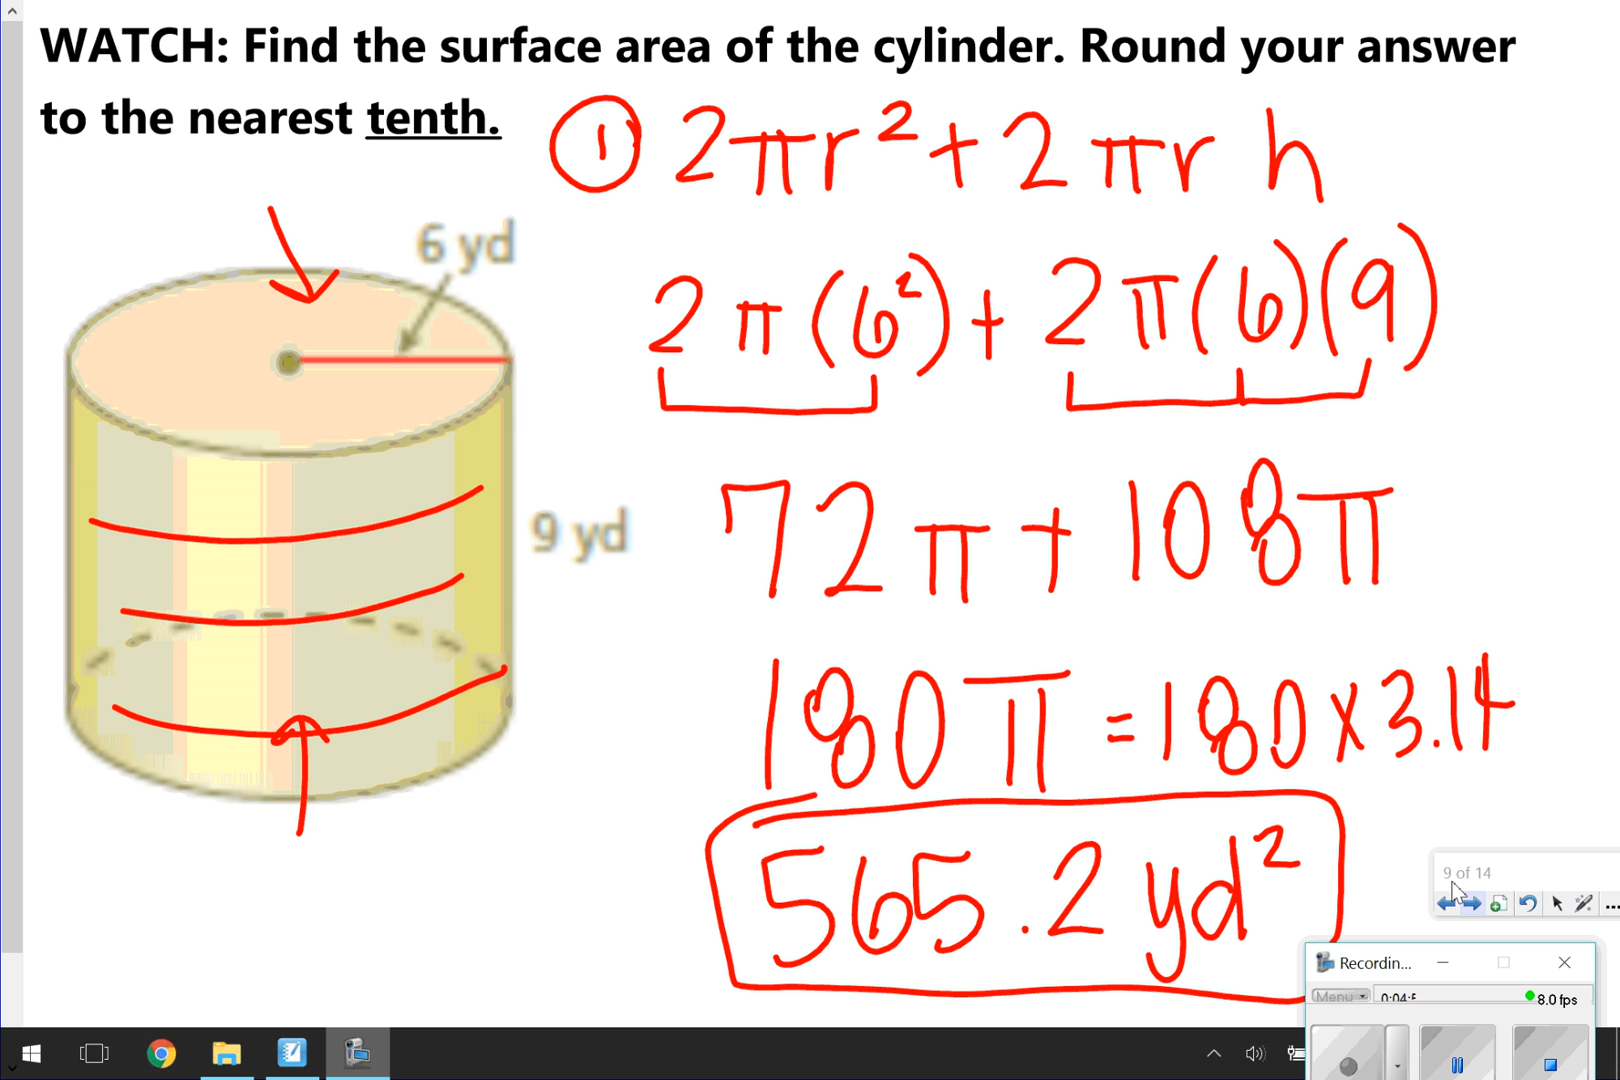 WATCH: Find the surface area of the cylinder. Round your answer
to the nearest tenth.
① 2πr² + 2πrh
6 yd
2π(6²) + 2π(6)(9)
9 yd
72π + 108π
180π = 180 x 3.14
565.2 yd²
9 of 14
Recordin...
Menu
8.0 fps